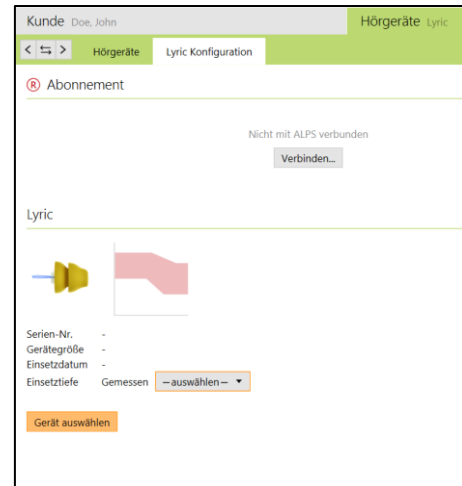 Kunde Doe, John Hörgeräte Lyric
< ⇆ > Hörgeräte Lyric Konfiguration
R Abonnement
Nicht mit ALPS verbunden
Verbinden...
Lyric
Serien-Nr. -
Gerätegröße -
Einsetzdatum -
Einsetztiefe Gemessen —auswählen— ▼
Gerät auswählen